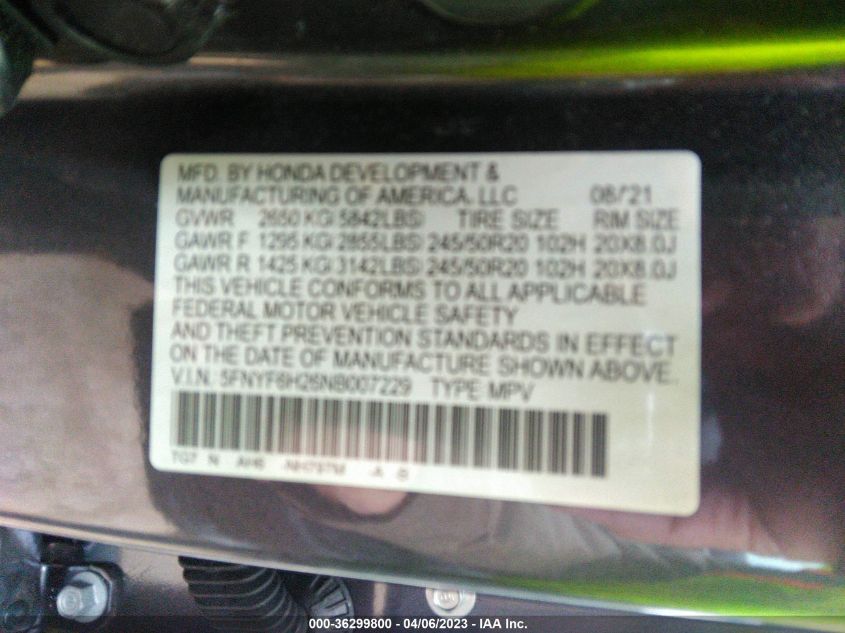 MFD. BY HONDA DEVELOPMENT &
MANUFACTURING OF AMERICA, LLC 08/'21
GVWR 2650 KG( 5842LBS) TIRE SIZE RIM SIZE
GAWR F 1295 KG( 2855LBS) 245/50R20 102H 20X8.0J
GAWR R 1425 KG( 3142LBS) 245/50R20 102H 20X8.0J
THIS VEHICLE CONFORMS TO ALL APPLICABLE
FEDERAL MOTOR VEHICLE SAFETY
AND THEFT PREVENTION STANDARDS IN EFFECT
ON THE DATE OF MANUFACTURE SHOWN ABOVE.
V.I.N. 5FNYF6H26NB007229 TYPE: MPV
TG7 N AH6 NH797M A B
000-36299800 - 04/06/2023 - IAA Inc.